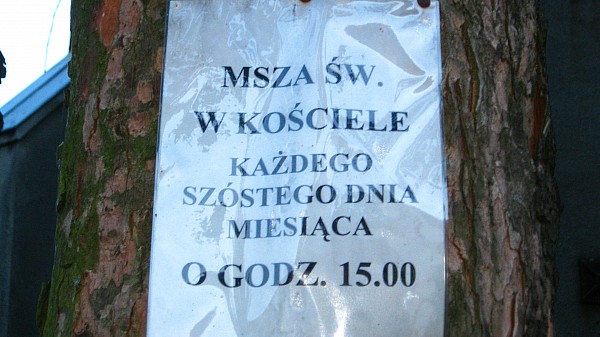 MSZA ŚW.
W KOŚCIELE
KAŻDEGO
SZÓSTEGO DNIA
MIESIĄCA
O GODZ. 15.00